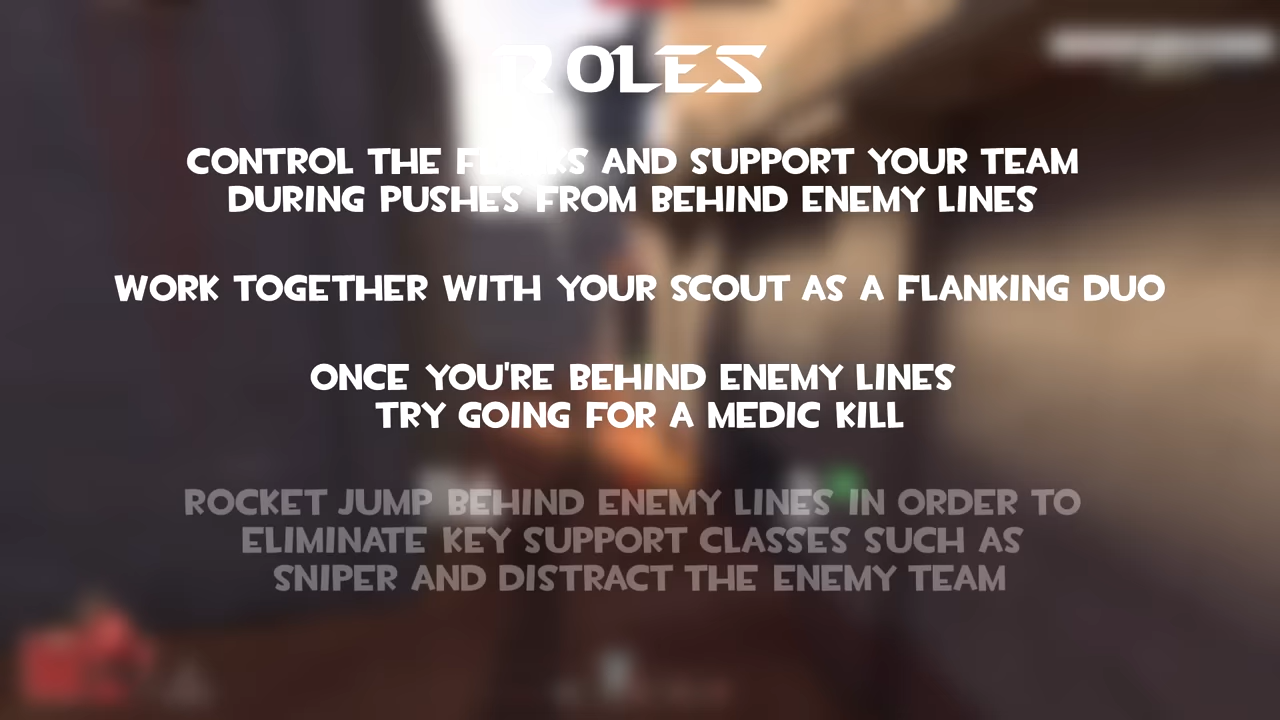 ROLES
CONTROL THE FLANKS AND SUPPORT YOUR TEAM
DURING PUSHES FROM BEHIND ENEMY LINES
WORK TOGETHER WITH YOUR SCOUT AS A FLANKING DUO
ONCE YOU'RE BEHIND ENEMY LINES
TRY GOING FOR A MEDIC KILL
ROCKET JUMP BEHIND ENEMY LINES IN ORDER TO
ELIMINATE KEY SUPPORT CLASSES SUCH AS
SNIPER AND DISTRACT THE ENEMY TEAM